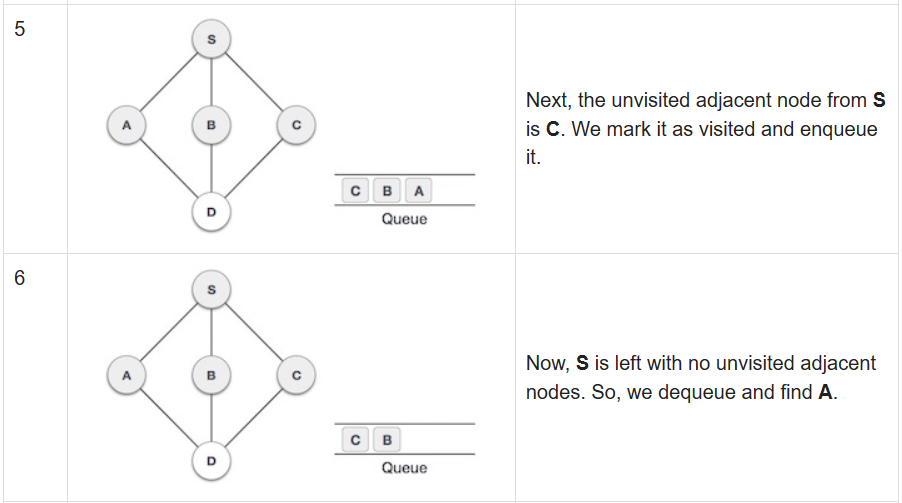 5
S
A B C
D
C B A
Queue
Next, the unvisited adjacent node from S
is C. We mark it as visited and enqueue
it.
6
S
A B C
D
C B
Queue
Now, S is left with no unvisited adjacent
nodes. So, we dequeue and find A.